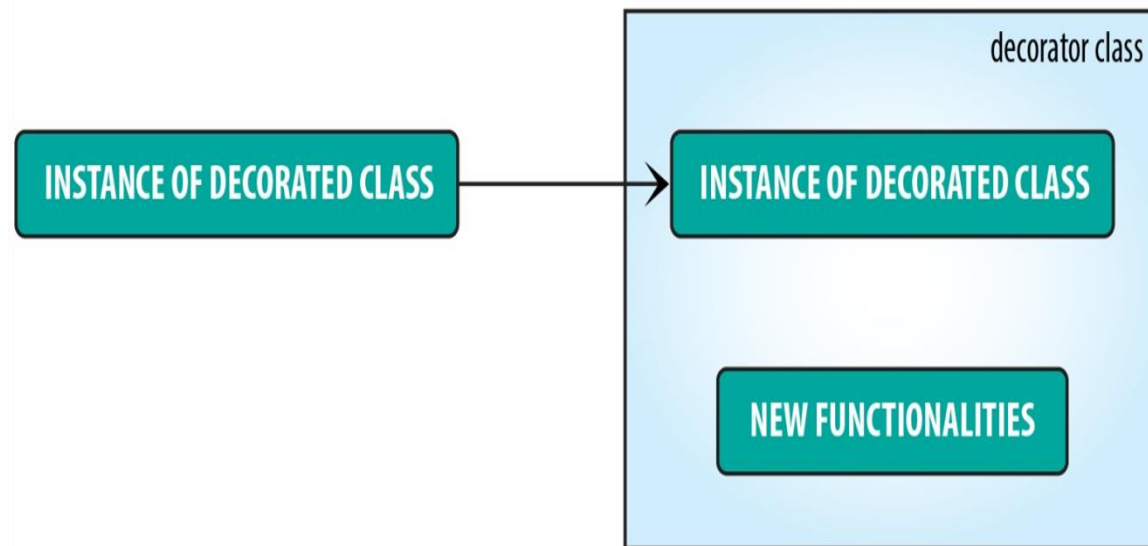 decorator class
INSTANCE OF DECORATED CLASS
INSTANCE OF DECORATED CLASS
NEW FUNCTIONALITIES